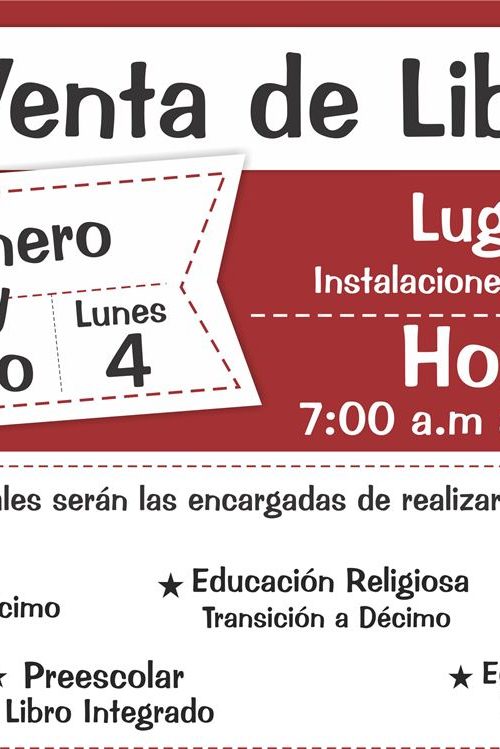 Venta de Lib
nero
y
o
Lunes
4
Lug
Instalacione
Ho
7:00 a.m
ales serán las encargadas de realizar
cimo
★ Educación Religiosa
Transición a Décimo
★ Preescolar
Libro Integrado
★ E